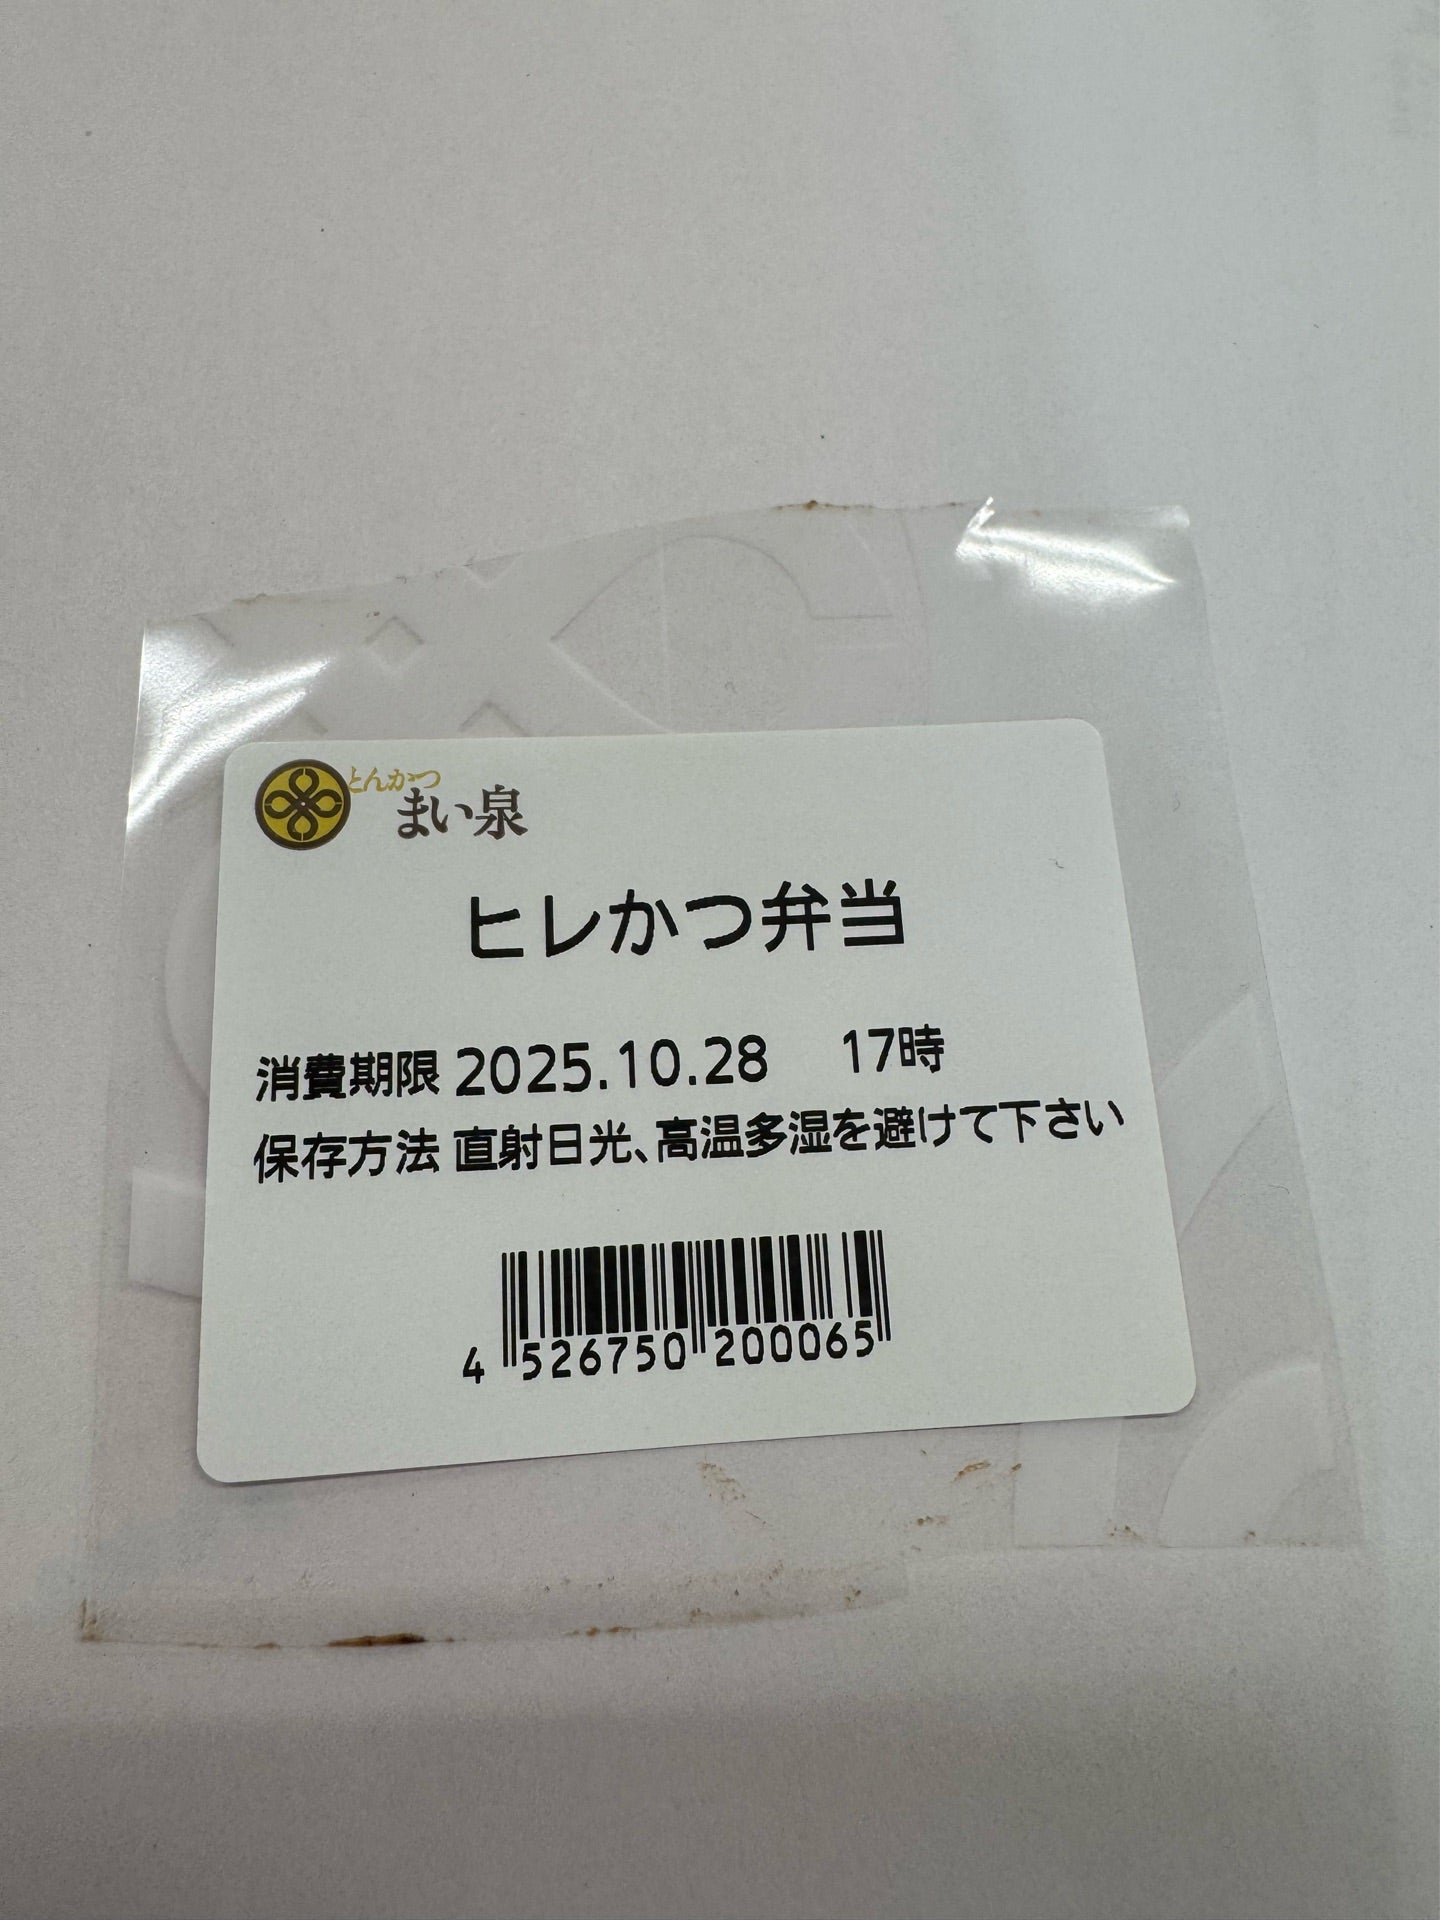 とんかつ
まい泉
ヒレかつ弁当
消費期限 2025.10.28 17時
保存方法 直射日光、高温多湿を避けて下さい
4 526750 200065